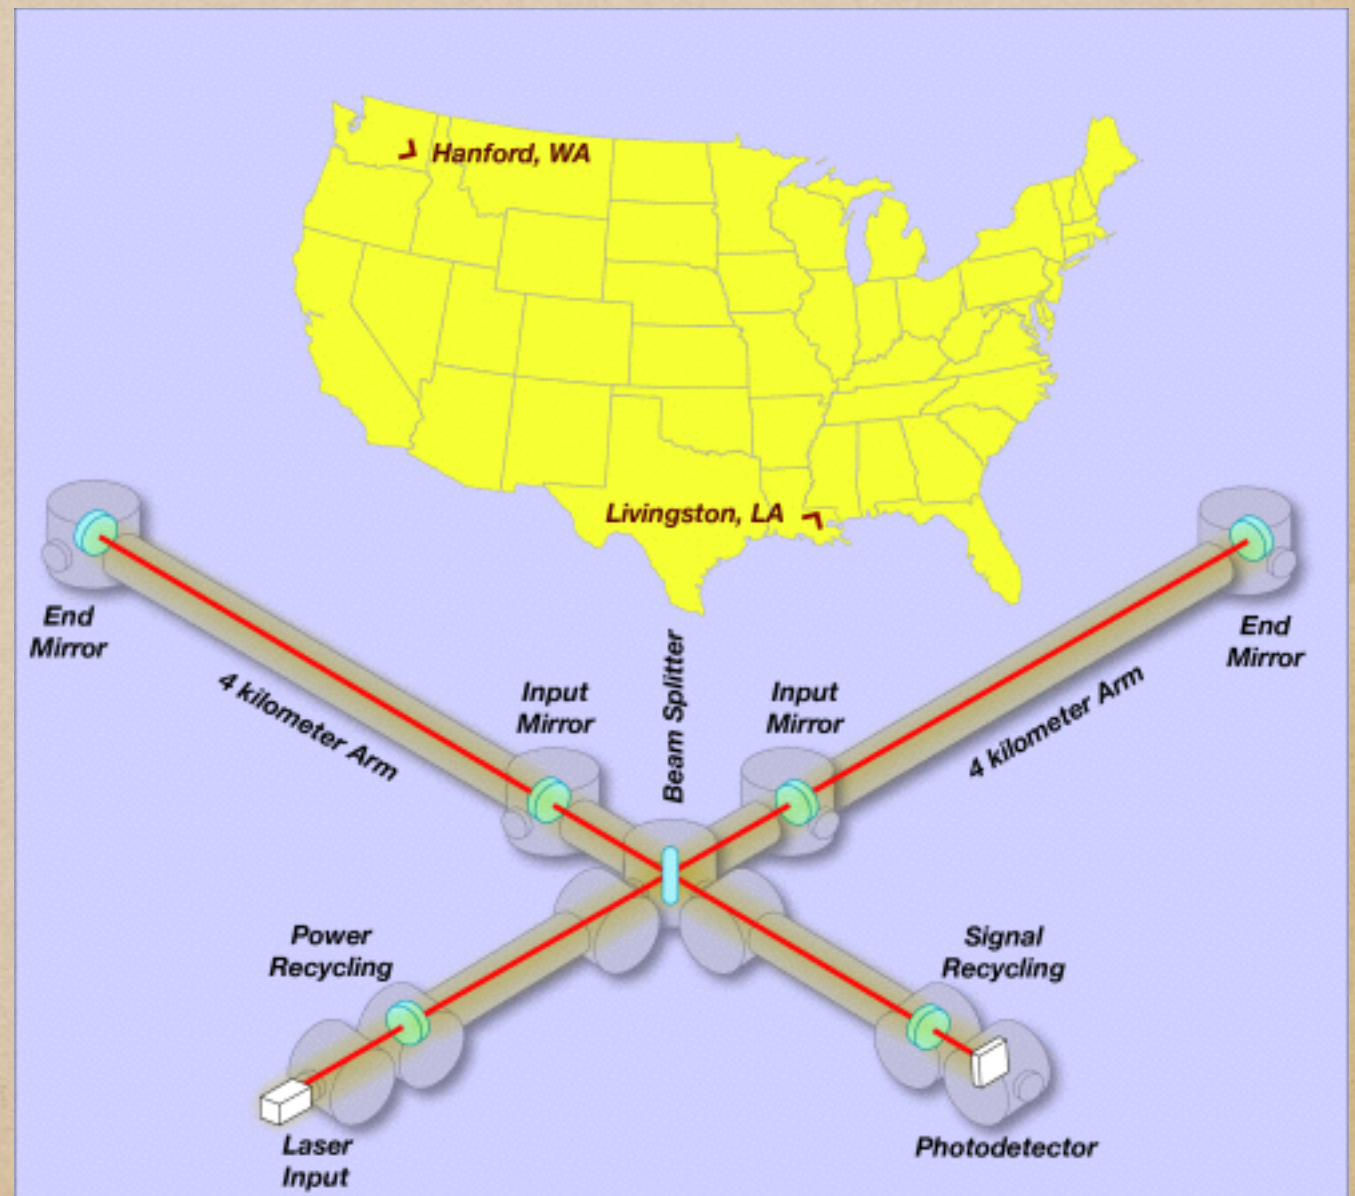 Hanford, WA
Livingston, LA
End
Mirror
4 kilometer Arm
Input
Mirror
Beam Splitter
Input
Mirror
4 kilometer Arm
End
Mirror
Power
Recycling
Signal
Recycling
Laser
Input
Photodetector